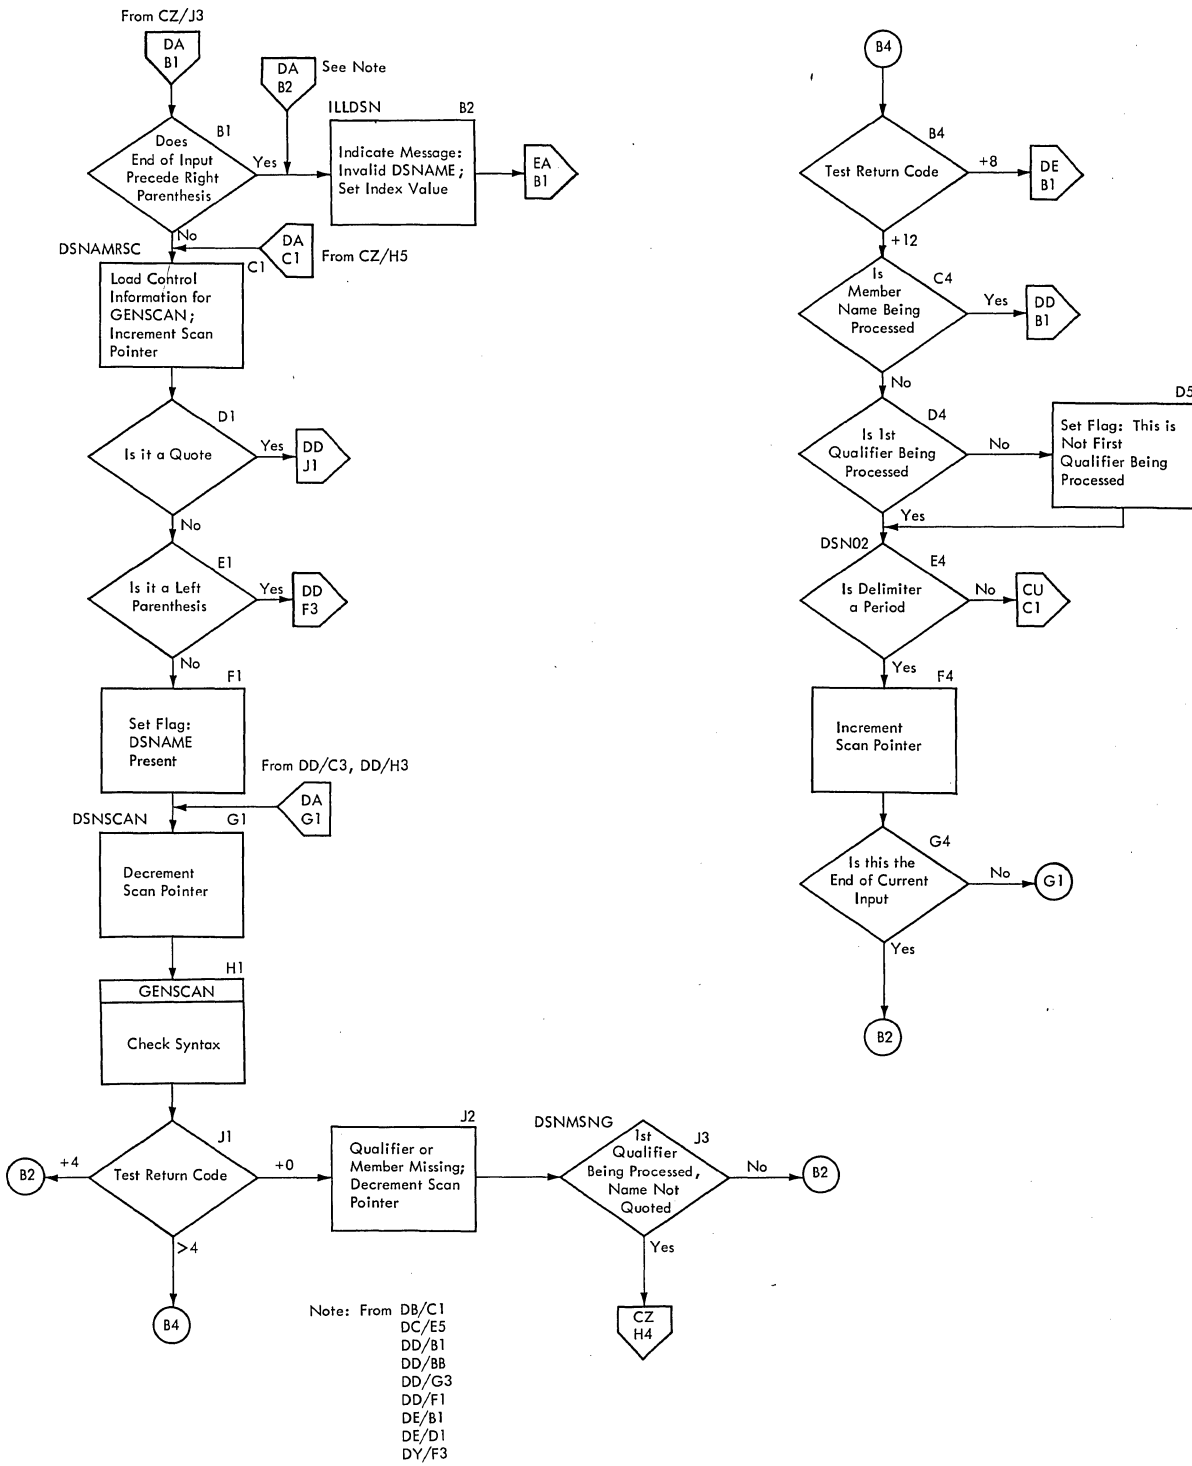 From CZ/J3
DA
B1
DA
B2
See Note
B1
Does
End of Input
Precede Right
Parenthesis
Yes
No
ILLDSN
B2
Indicate Message:
Invalid DSNAME;
Set Index Value
EA
B1
DSNAMRSC
DA
C1
From CZ/H5
C1
Load Control
Information for
GENSCAN;
Increment Scan
Pointer
D1
Is it a Quote
Yes
DD
J1
No
E1
Is it a Left
Parenthesis
Yes
DD
F3
No
F1
Set Flag:
DSNAME
Present
From DD/C3, DD/H3
DA
G1
DSNSCAN
G1
Decrement
Scan Pointer
H1
GENSCAN
Check Syntax
J1
Test Return Code
+4
B2
+0
>4
B4
J2
Qualifier or
Member Missing;
Decrement Scan
Pointer
DSNMSNG
J3
1st
Qualifier
Being Processed,
Name Not
Quoted
No
B2
Yes
CZ
H4
Note: From DB/C1
DC/E5
DD/B1
DD/BB
DD/G3
DD/F1
DE/B1
DE/D1
DY/F3
B4
B4
Test Return Code
+8
DE
B1
+12
C4
Is
Member
Name Being
Processed
Yes
DD
B1
No
D4
Is 1st
Qualifier Being
Processed
No
D5
Set Flag: This is
Not First
Qualifier Being
Processed
Yes
DSN02
E4
Is Delimiter
a Period
No
CU
C1
Yes
F4
Increment
Scan Pointer
G4
Is this the
End of Current
Input
No
G1
Yes
B2